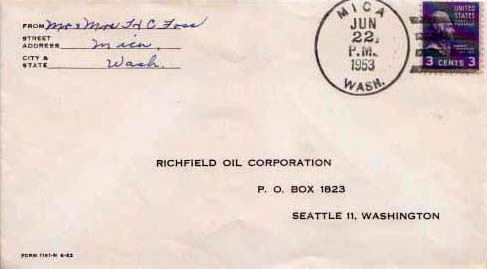 FROM Mr & Mrs H C Foss
STREET
ADDRESS Mica
CITY &
STATE Wash.
MICA
JUN
22
P.M.
1953
WASH.
UNITED
STATES
3 CENTS 3
RICHFIELD OIL CORPORATION
P. O. BOX 1823
SEATTLE 11, WASHINGTON
FORM 1161-N 6-52